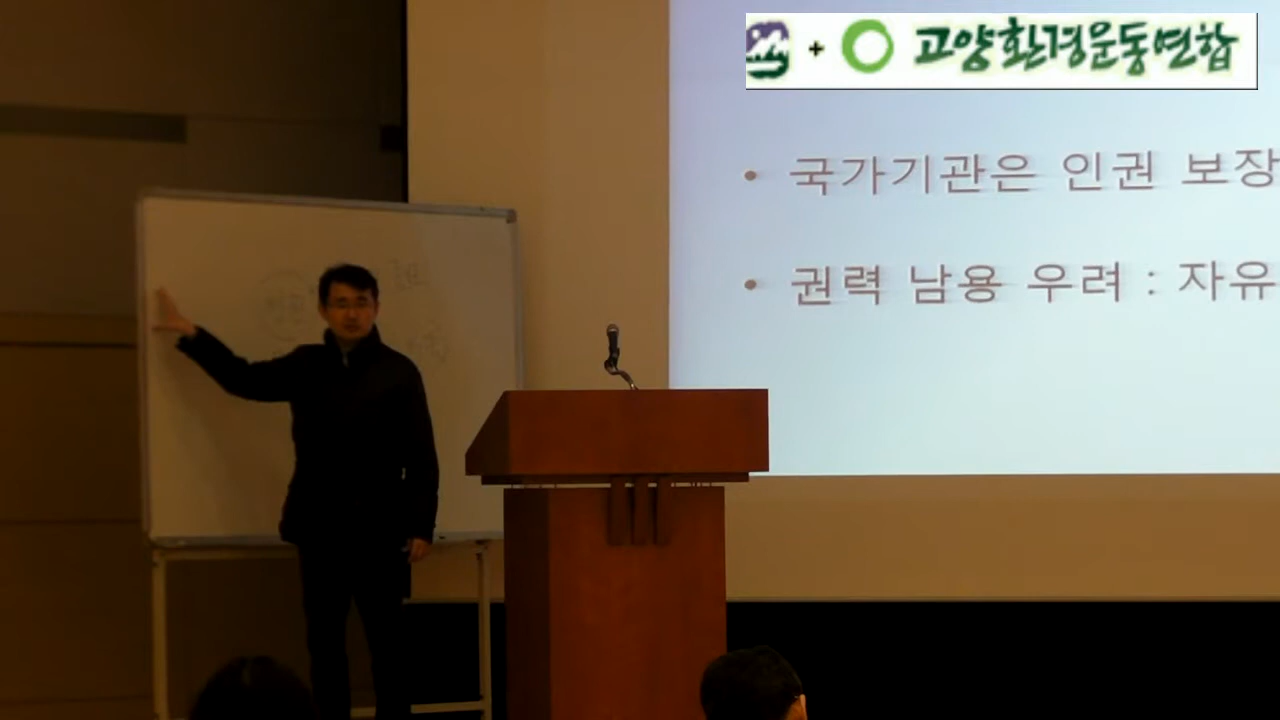 + 고양환경운동연합
• 국가기관은 인권 보장
• 권력 남용 우려 : 자유